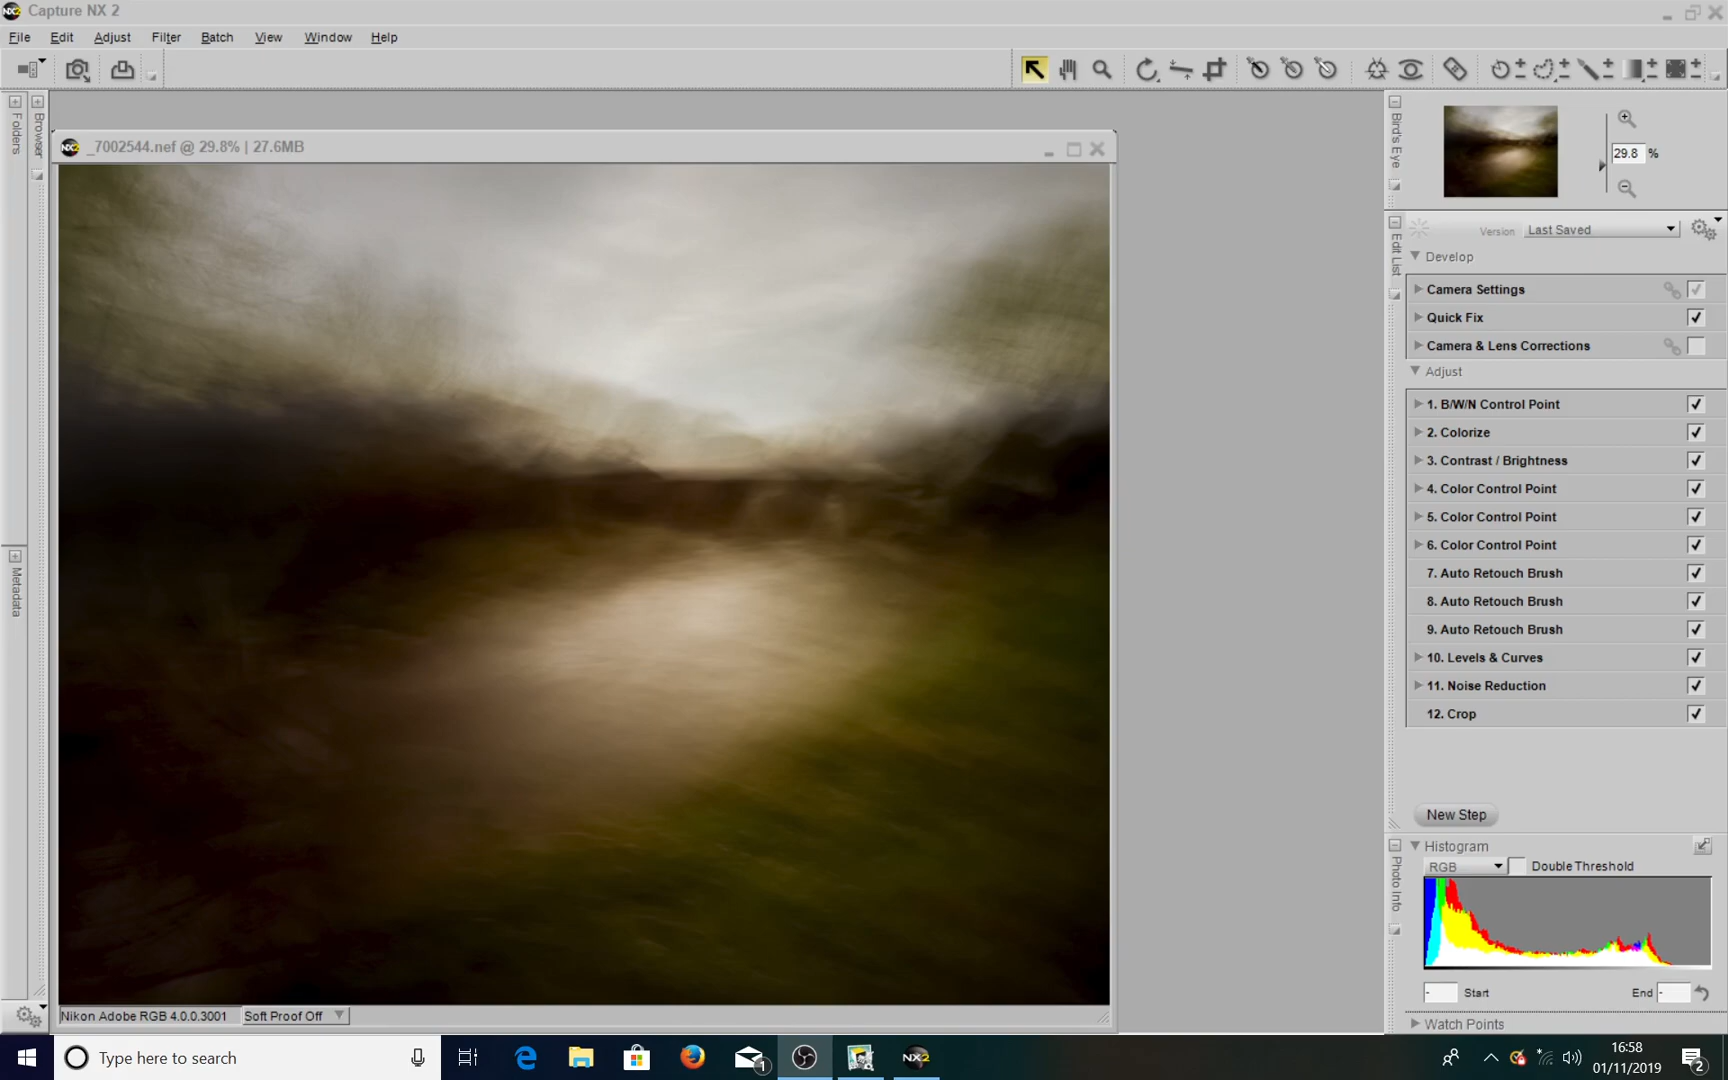 NX2 Capture NX 2
File Edit Adjust Filter Batch View Window Help
Folders
Browser
Metadata
NX2 _7002544.nef @ 29.8% | 27.6MB
Bird's Eye
29.8 %
Edit List
Version Last Saved
Develop
Camera Settings
Quick Fix
Camera & Lens Corrections
Adjust
1. B/W/N Control Point
2. Colorize
3. Contrast / Brightness
4. Color Control Point
5. Color Control Point
6. Color Control Point
7. Auto Retouch Brush
8. Auto Retouch Brush
9. Auto Retouch Brush
10. Levels & Curves
11. Noise Reduction
12. Crop
New Step
Photo Info
Histogram
RGB Double Threshold
- Start End -
Watch Points
Nikon Adobe RGB 4.0.0.3001 Soft Proof Off
Type here to search
1
NX2
16:58
01/11/2019
2